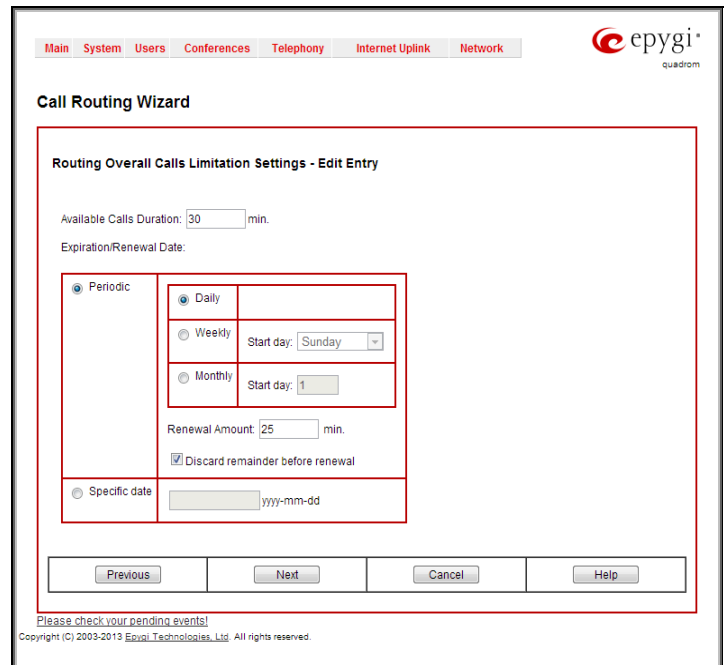 epygi
quadrom
Main System Users Conferences Telephony Internet Uplink Network
Call Routing Wizard
Routing Overall Calls Limitation Settings - Edit Entry
Available Calls Duration: 30 min.
Expiration/Renewal Date:
Periodic
Daily
Weekly Start day: Sunday
Monthly Start day: 1
Renewal Amount: 25 min.
Discard remainder before renewal
Specific date yyyy-mm-dd
Previous Next Cancel Help
Please check your pending events!
Copyright (C) 2003-2013 Epygi Technologies, Ltd. All rights reserved.